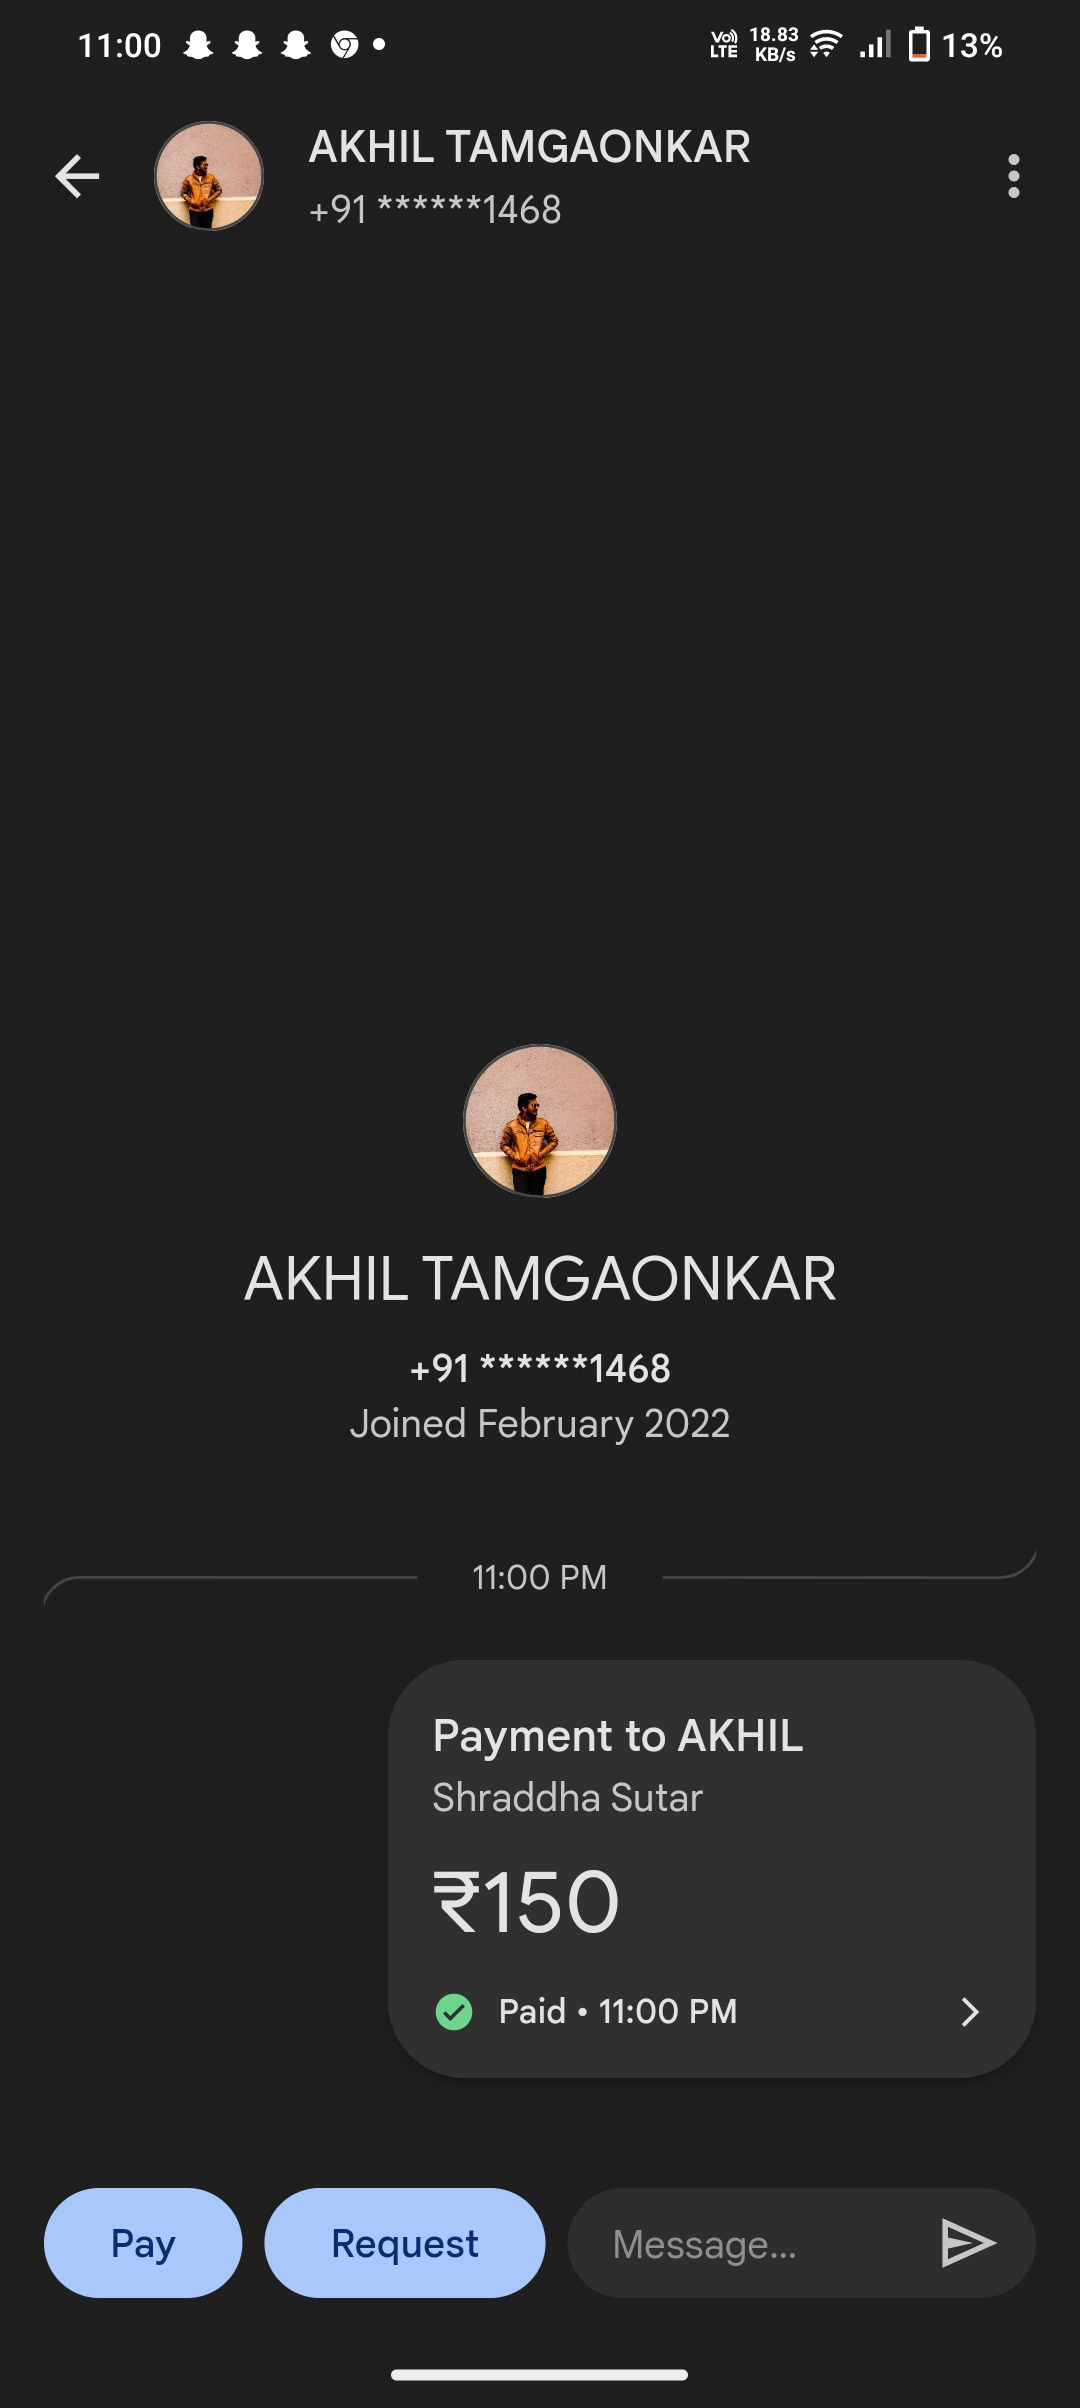 11:00
Vo))
LTE
18.83
KB/s
13%
AKHIL TAMGAONKAR
+91 ******1468
AKHIL TAMGAONKAR
+91 ******1468
Joined February 2022
11:00 PM
Payment to AKHIL
Shraddha Sutar
₹150
Paid • 11:00 PM
Pay
Request
Message...